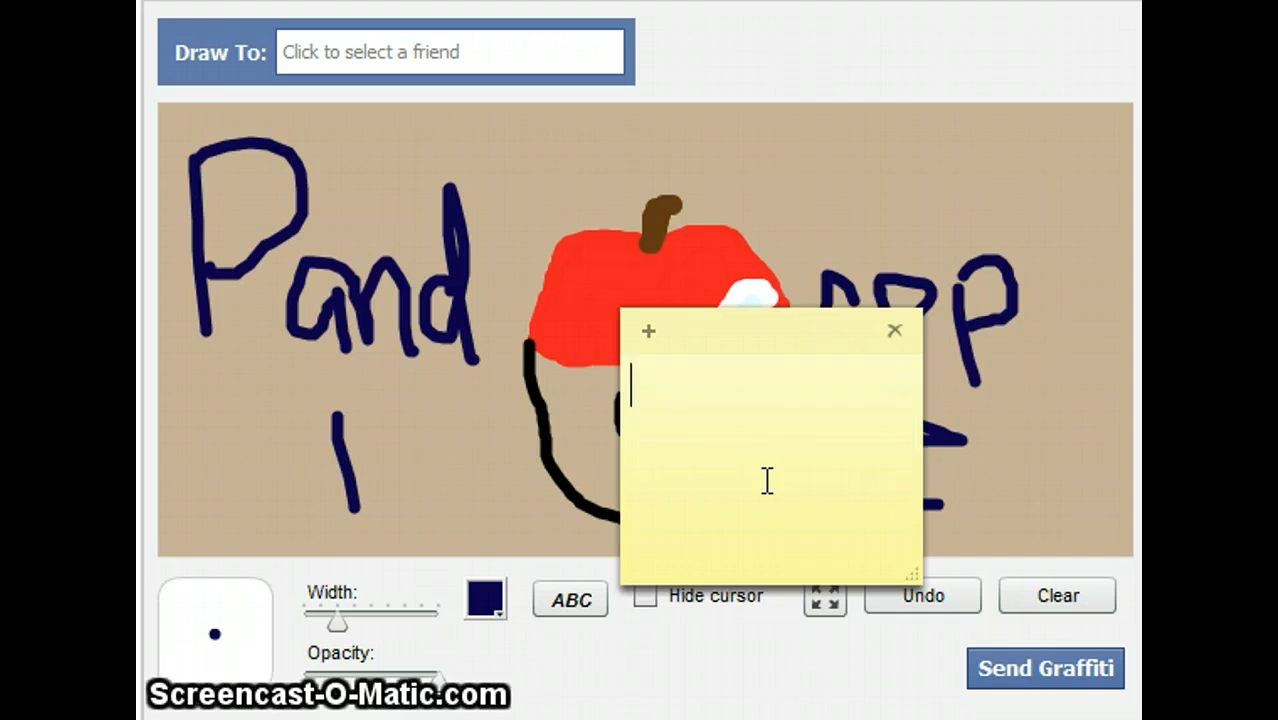 Draw To: Click to select a friend
Pand
1
Width:
ABC
Hide cursor
Undo
Clear
Opacity:
Send Graffiti
Screencast-O-Matic.com